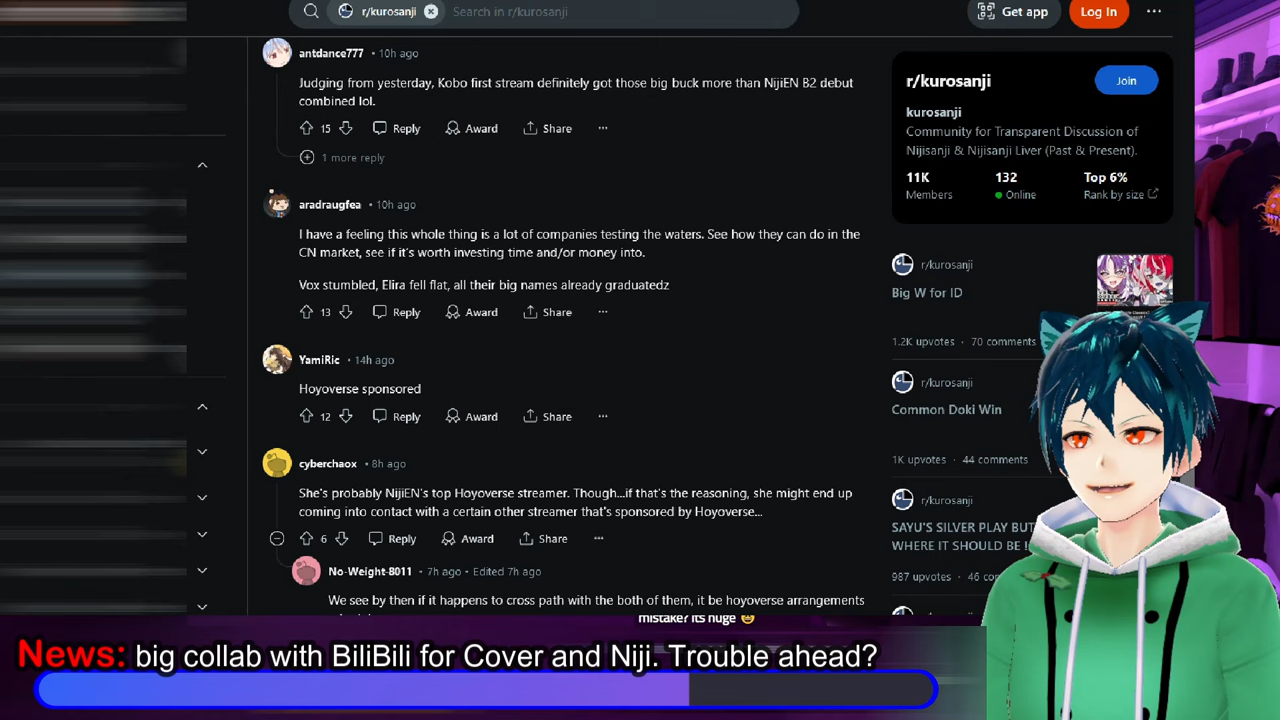 r/kurosanji
Search in r/kurosanji
Get app
Log In
antdance777 • 10h ago
Judging from yesterday, Kobo first stream definitely got those big buck more than NijiEN B2 debut
combined lol.
15 Reply Award Share
1 more reply
aradraugfea • 10h ago
I have a feeling this whole thing is a lot of companies testing the waters. See how they can do in the
CN market, see if it's worth investing time and/or money into.
Vox stumbled, Elira fell flat, all their big names already graduatedz
13 Reply Award Share
YamiRic • 14h ago
Hoyoverse sponsored
12 Reply Award Share
cyberchaox • 8h ago
She's probably NijiEN's top Hoyoverse streamer. Though...if that's the reasoning, she might end up
coming into contact with a certain other streamer that's sponsored by Hoyoverse...
6 Reply Award Share
No-Weight-8011 • 7h ago • Edited 7h ago
We see by then if it happens to cross path with the both of them, it be hoyoverse arrangements
r/kurosanji
Join
kurosanji
Community for Transparent Discussion of
Nijisanji & Nijisanji Liver (Past & Present).
11K 132 Top 6%
Members Online Rank by size
r/kurosanji
Big W for ID
1.2K upvotes • 70 comments
r/kurosanji
Common Doki Win
1K upvotes • 44 comments
r/kurosanji
SAYU'S SILVER PLAY BUT
WHERE IT SHOULD BE !
987 upvotes • 46 com
mistake? its huge
News: big collab with BiliBili for Cover and Niji. Trouble ahead?